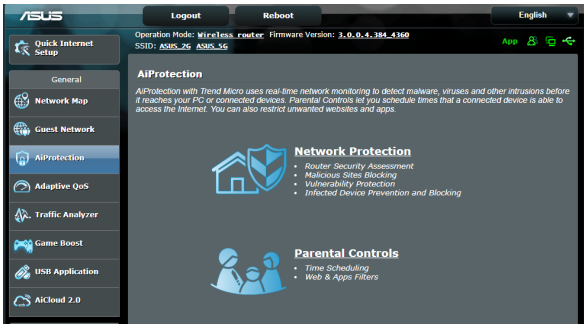 ASUS
Logout
Reboot
English
Quick Internet
Setup
Operation Mode: Wireless router Firmware Version: 3.0.0.4.384_4360
SSID: ASUS_2G ASUS_5G
App
General
Network Map
Guest Network
AiProtection
Adaptive QoS
Traffic Analyzer
Game Boost
USB Application
AiCloud 2.0
AiProtection
AiProtection with Trend Micro uses real-time network monitoring to detect malware, viruses and other intrusions before
it reaches your PC or connected devices. Parental Controls let you schedule times that a connected device is able to
access the Internet. You can also restrict unwanted websites and apps.
Network Protection
• Router Security Assessment
• Malicious Sites Blocking
• Vulnerability Protection
• Infected Device Prevention and Blocking
Parental Controls
• Time Scheduling
• Web & Apps Filters